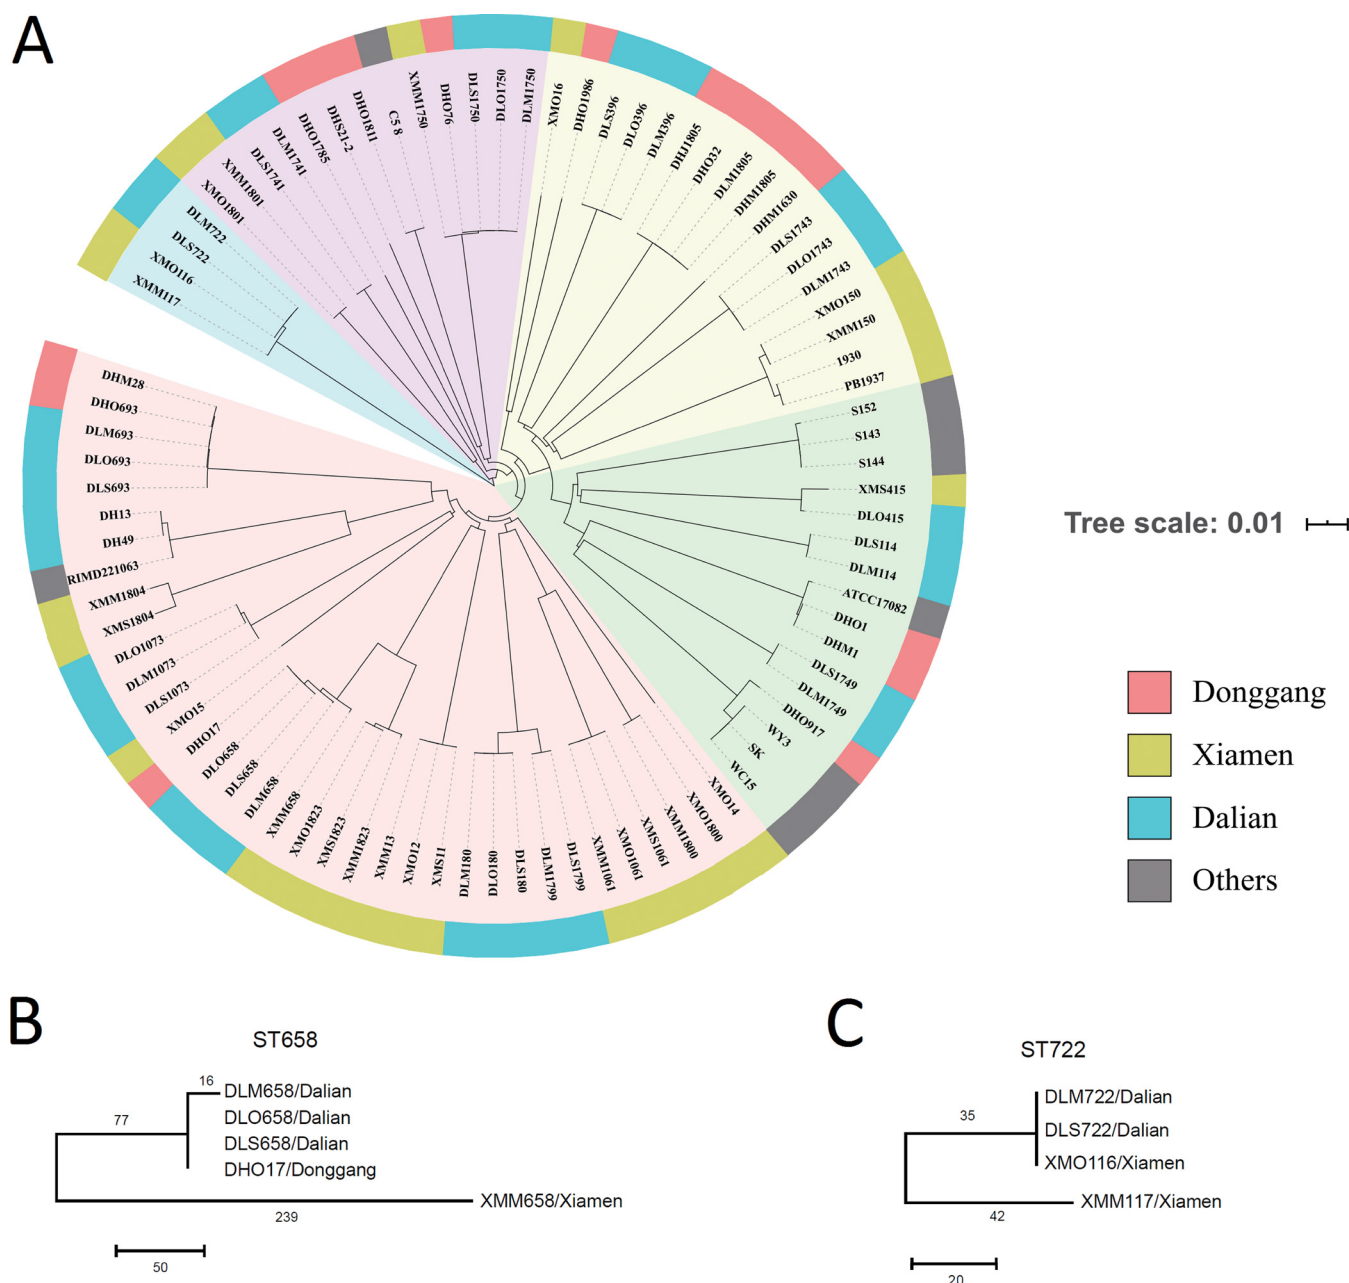 A
XMM117
XMO116
DLS722
DLM722
XMO1801
XMM1801
DLS1741
DLM1741
DHO1785
DHS21-2
DHO1811
C5 8
XMM1750
DHO76
DLS1750
DLO1750
DLM1750
XMO16
DHO1986
DLS396
DLO396
DLM396
DHJ1805
DHO32
DLM1805
DHM1805
DHM1630
DLS1743
DLO1743
DLM1743
XMO150
XMM150
1930
PB1937
S152
S143
S144
XMS415
DLO415
DLS114
DLM114
ATCC17082
DHO1
DHM1
DLS1749
DLM1749
DHO917
WY3
SK
WC15
XMO14
XMO1800
XMM1800
XMS1061
XMO1061
XMM1061
DLS1799
DLM1799
DLS180
DLO180
DLM180
XMS11
XMO12
XMM13
XMM1823
XMS1823
XMO1823
XMM658
DLM658
DLS658
DLO658
DHO17
XMO15
DLS1073
DLM1073
DLO1073
XMS1804
XMM1804
RIMD221063
DH49
DH13
DLS693
DLO693
DLM693
DHO693
DHM28
Tree scale: 0.01
Donggang
Xiamen
Dalian
Others
B
ST658
16
77
DLM658/Dalian
DLO658/Dalian
DLS658/Dalian
DHO17/Donggang
XMM658/Xiamen
239
50
C
ST722
35
DLM722/Dalian
DLS722/Dalian
XMO116/Xiamen
XMM117/Xiamen
42
20